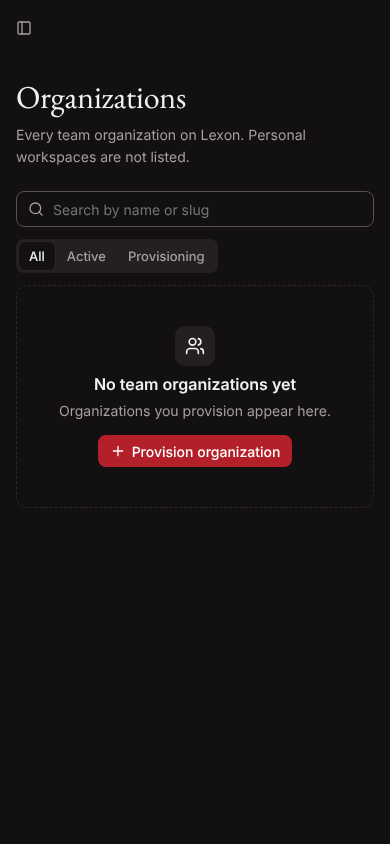 Organizations
Every team organization on Lexon. Personal
workspaces are not listed.
Search by name or slug
All Active Provisioning
No team organizations yet
Organizations you provision appear here.
Provision organization